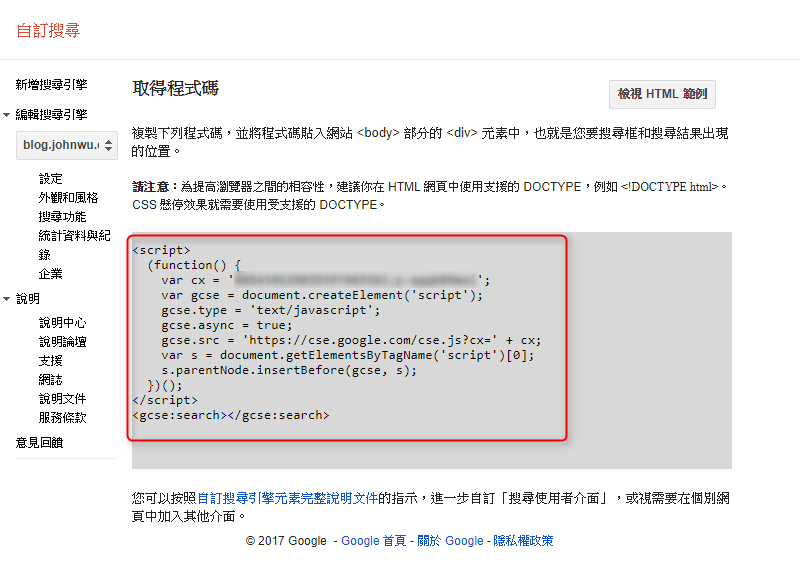 自訂搜尋
新增搜尋引擎
編輯搜尋引擎
blog.johnwu.
設定
外觀和風格
搜尋功能
統計資料與紀
錄
企業
說明
說明中心
說明論壇
支援
網誌
說明文件
服務條款
意見回饋
取得程式碼
檢視 HTML 範例
複製下列程式碼，並將程式碼貼入網站 <body> 部分的 <div> 元素中，也就是您要搜尋框和搜尋結果出現
的位置。
請注意：為提高瀏覽器之間的相容性，建議你在 HTML 網頁中使用支援的 DOCTYPE，例如 <!DOCTYPE html>。
CSS 懸停效果就需要使用受支援的 DOCTYPE。
<script>
(function() {
var cx = '';
var gcse = document.createElement('script');
gcse.type = 'text/javascript';
gcse.async = true;
gcse.src = 'https://cse.google.com/cse.js?cx=' + cx;
var s = document.getElementsByTagName('script')[0];
s.parentNode.insertBefore(gcse, s);
})();
</script>
<gcse:search></gcse:search>
您可以按照自訂搜尋引擎元素完整說明文件的指示，進一步自訂「搜尋使用者介面」，或視需要在個別網
頁中加入其他介面。
© 2017 Google - Google 首頁 - 關於 Google - 隱私權政策